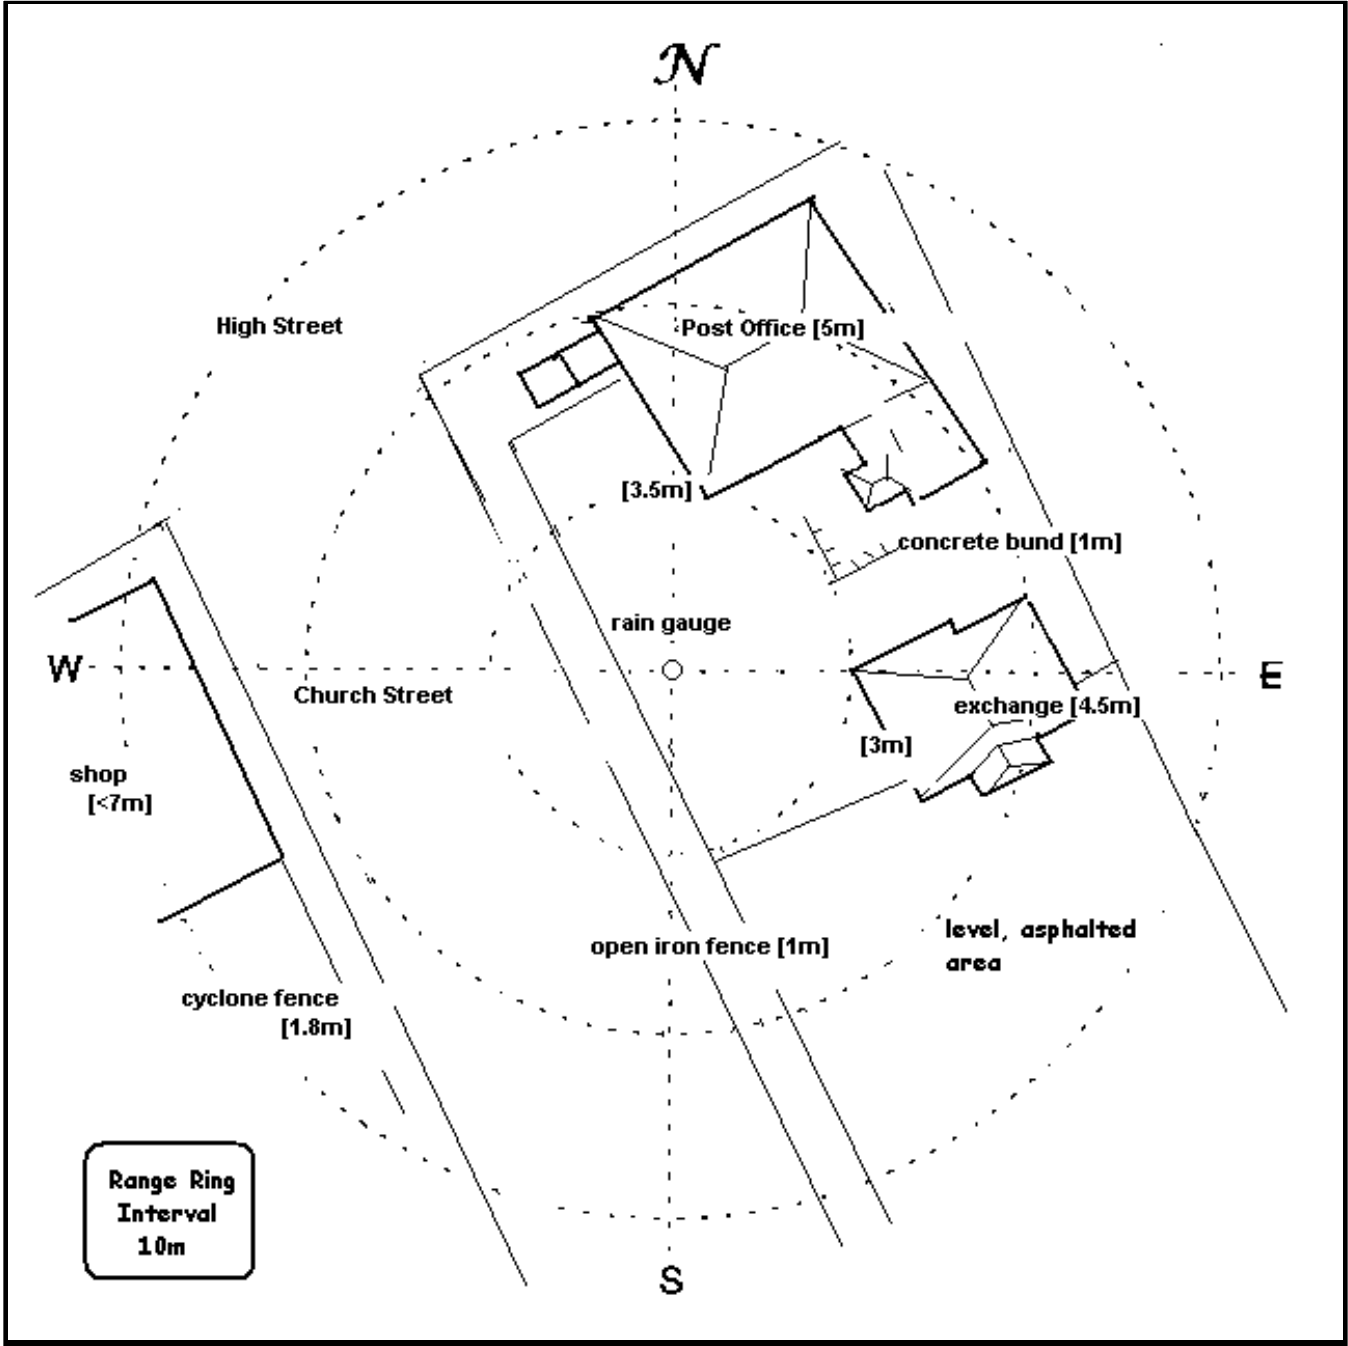 N
High Street
Post Office [5m]
[3.5m]
concrete bund [1m]
rain gauge
W
E
Church Street
exchange [4.5m]
[3m]
shop
[<7m]
open iron fence [1m]
level, asphalted
area
cyclone fence
[1.8m]
Range Ring
Interval
10m
S